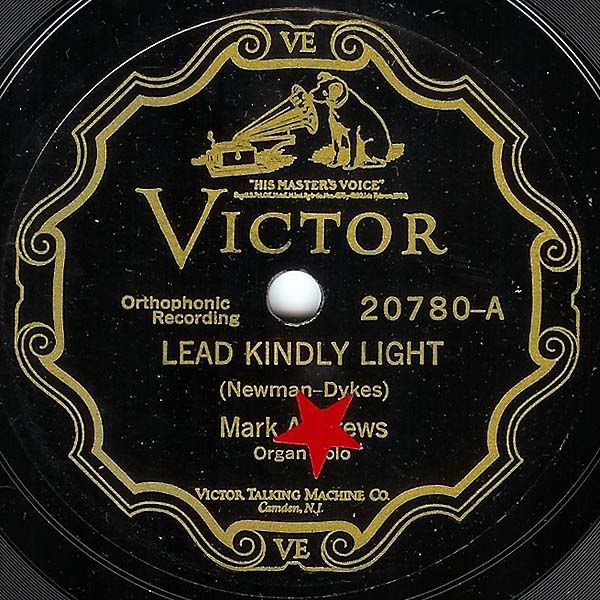 VE
"HIS MASTER'S VOICE"
VICTOR
Orthophonic
Recording
20780-A
LEAD KINDLY LIGHT
(Newman-Dykes)
Mark
Organ
VICTOR TALKING MACHINE CO.
Camden, N.J.
VE